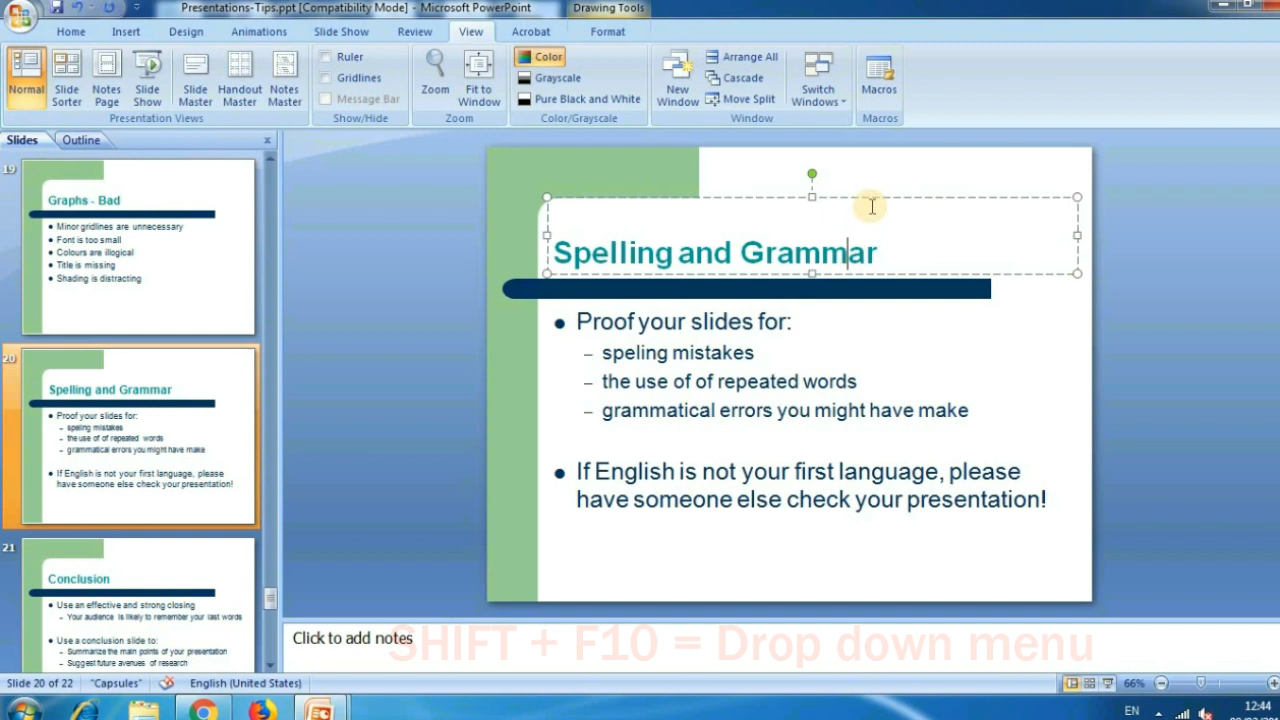 Presentations-Tips.ppt [Compatibility Mode] - Microsoft PowerPoint
Drawing Tools
Home Insert Design Animations Slide Show Review View Acrobat Format
Normal
Slide Sorter
Notes Page
Slide Show
Slide Master
Handout Master
Notes Master
Presentation Views
Ruler
Gridlines
Message Bar
Show/Hide
Zoom
Fit to Window
Zoom
Color
Grayscale
Pure Black and White
Color/Grayscale
New Window
Arrange All
Cascade
Move Split
Switch Windows
Window
Macros
Macros
Slides Outline
19
Graphs - Bad
Minor gridlines are unnecessary
Font is too small
Colours are illogical
Title is missing
Shading is distracting
20
Spelling and Grammar
Proof your slides for:
– speling mistakes
– the use of of repeated words
– grammatical errors you might have make
If English is not your first language, please
have someone else check your presentation!
21
Conclusion
Use an effective and strong closing
– Your audience is likely to remember your last words
Use a conclusion slide to:
– Summarize the main points of your presentation
– Suggest future avenues of research
Spelling and Grammar
• Proof your slides for:
– speling mistakes
– the use of of repeated words
– grammatical errors you might have make
• If English is not your first language, please
have someone else check your presentation!
Click to add notes
SHIFT + F10 = Drop down menu
Slide 20 of 22 "Capsules" English (United States) 66%
EN 12:44